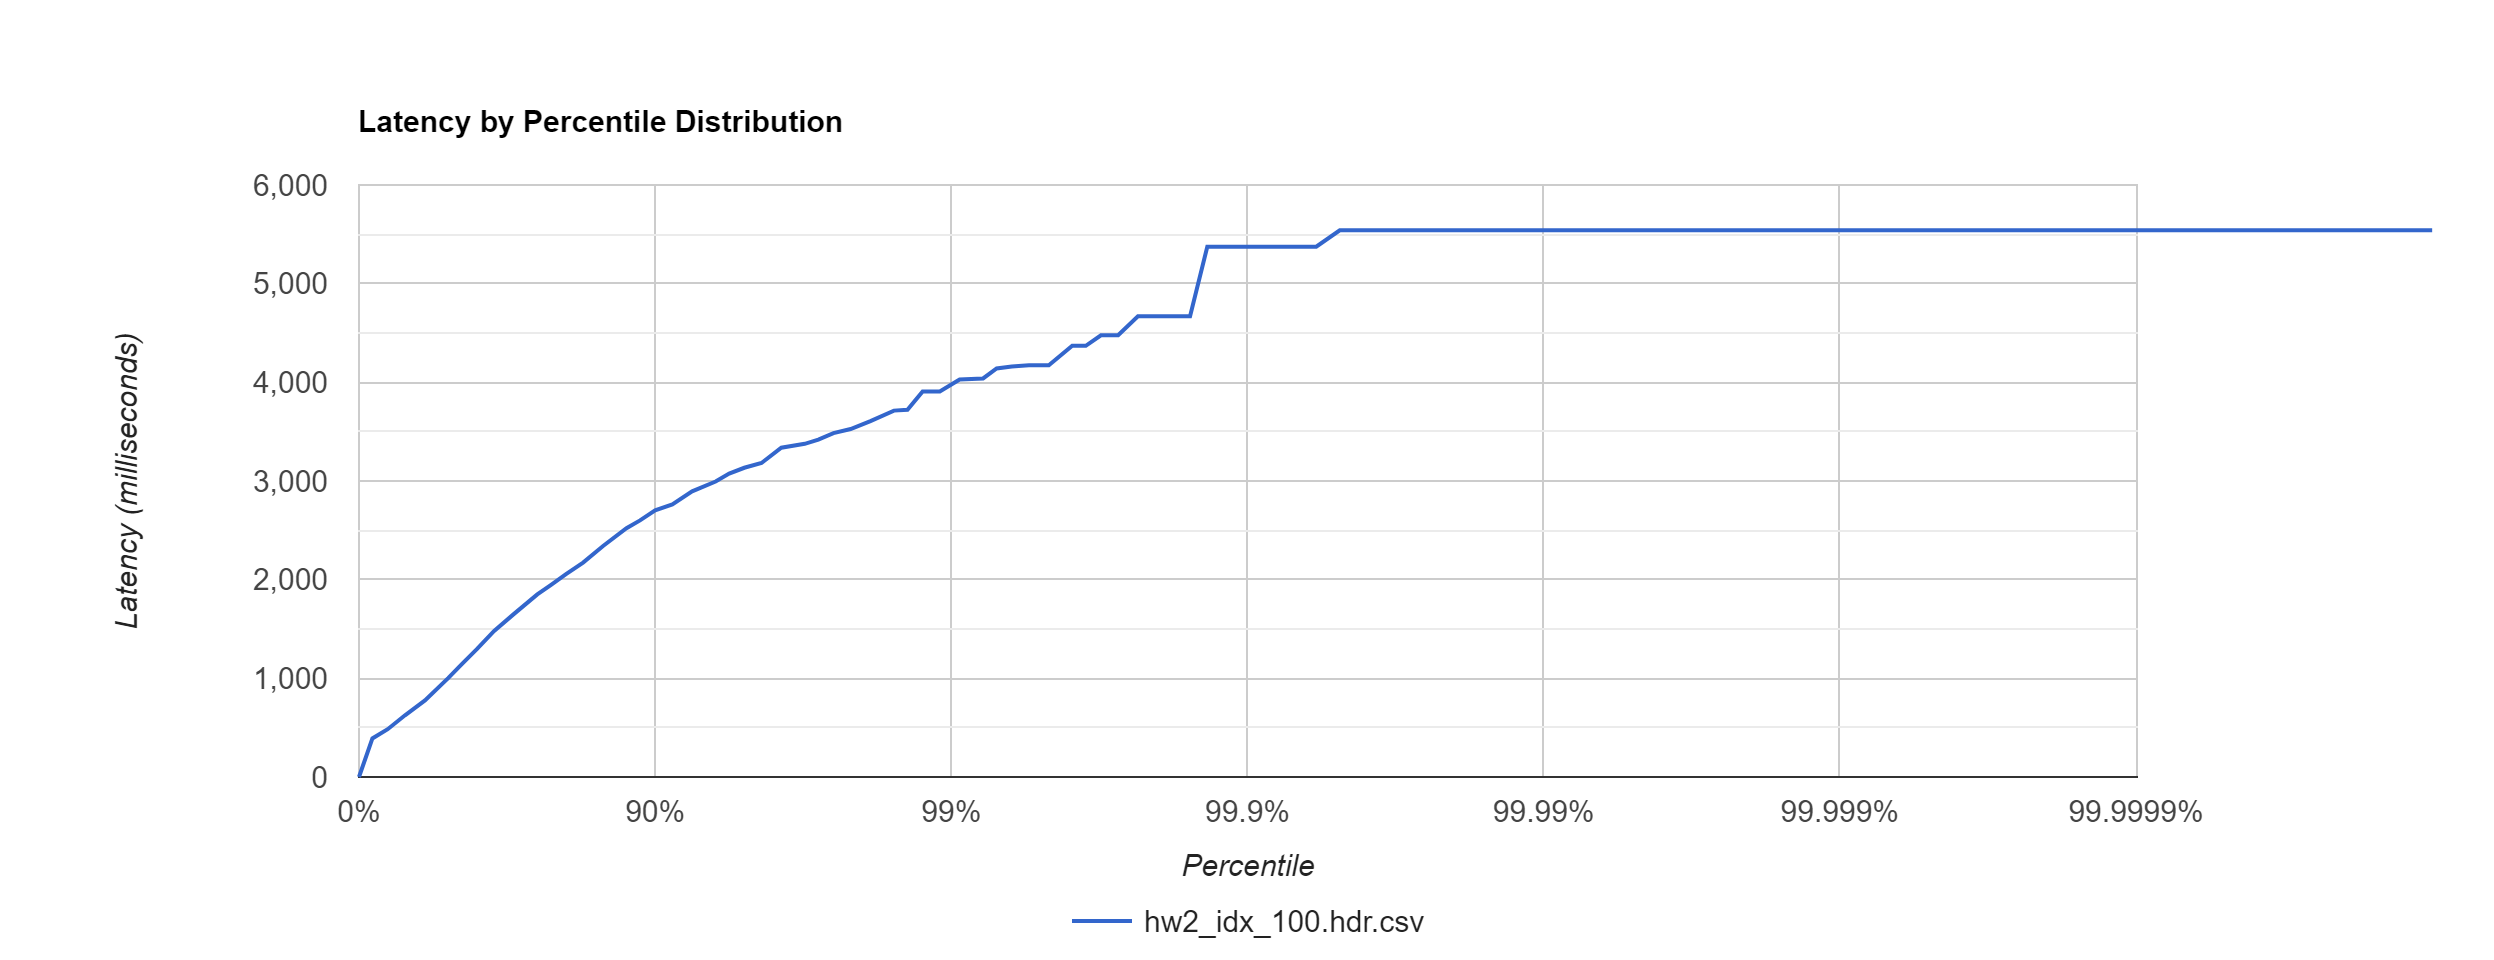 Latency by Percentile Distribution
6,000
5,000
4,000
3,000
2,000
1,000
0
Latency (milliseconds)
0% 90% 99% 99.9% 99.99% 99.999% 99.9999%
Percentile
hw2_idx_100.hdr.csv